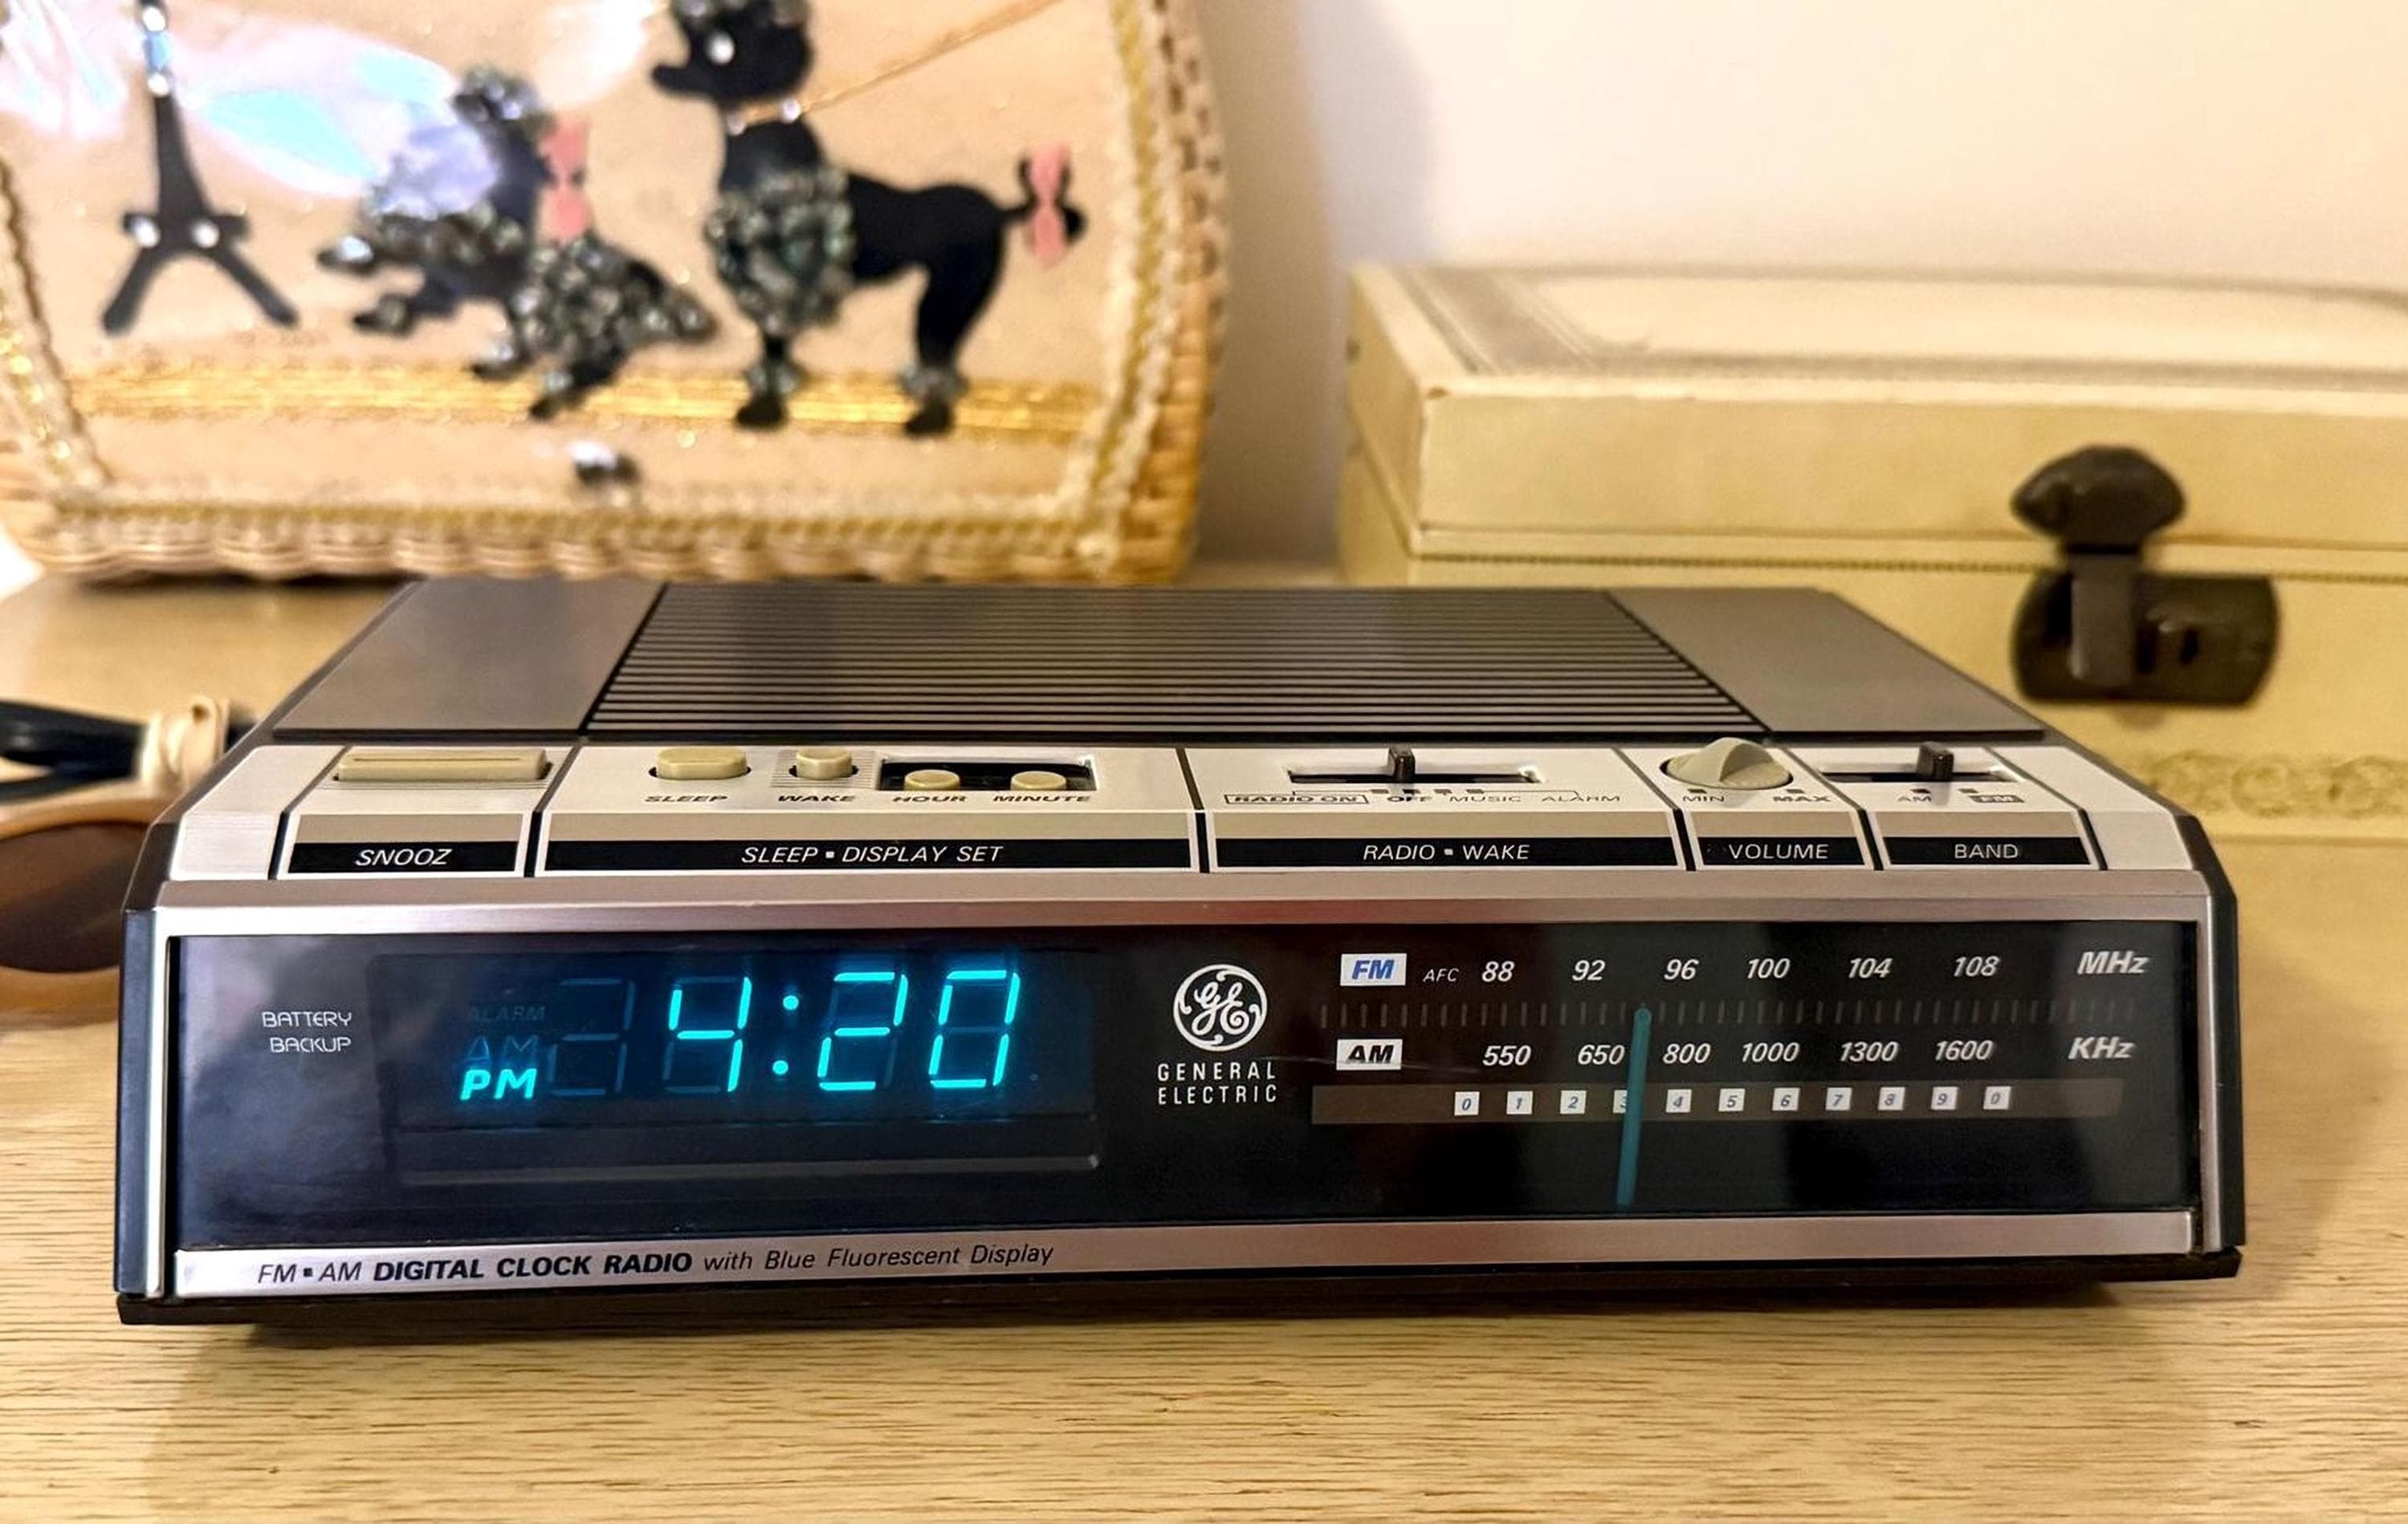 SLEEP WAKE HOUR MINUTE RADIO ON OFF MUSIC ALARM MIN MAX AM FM
SNOOZ SLEEP ▪ DISPLAY SET RADIO ▪ WAKE VOLUME BAND
BATTERY
BACKUP
ALARM
AM
PM
4:20
GE
GENERAL
ELECTRIC
FM AFC 88 92 96 100 104 108 MHz
AM 550 650 800 1000 1300 1600 KHz
0 1 2 3 4 5 6 7 8 9 0
FM ▪ AM DIGITAL CLOCK RADIO with Blue Fluorescent Display